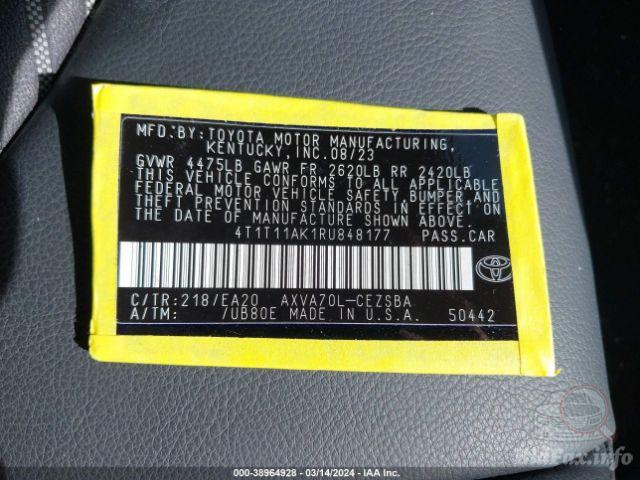 MFD.BY:TOYOTA MOTOR MANUFACTURING,
KENTUCKY,INC.08/23
GVWR 4475LB GAWR FR 2620LB RR 2420LB
THIS VEHICLE CONFORMS TO ALL APPLICABLE
FEDERAL MOTOR VEHICLE SAFETY,BUMPER,AND
THEFT PREVENTION STANDARDS IN EFFECT ON
THE DATE OF MANUFACTURE SHOWN ABOVE.
4T1T11AK1RU848177 PASS.CAR
C/TR:218/EA20 AXVA70L-CEZSBA
A/TM: /UB80E MADE IN U.S.A. 50442
000-38964928 - 03/14/2024 - IAA Inc.
VinFax.info